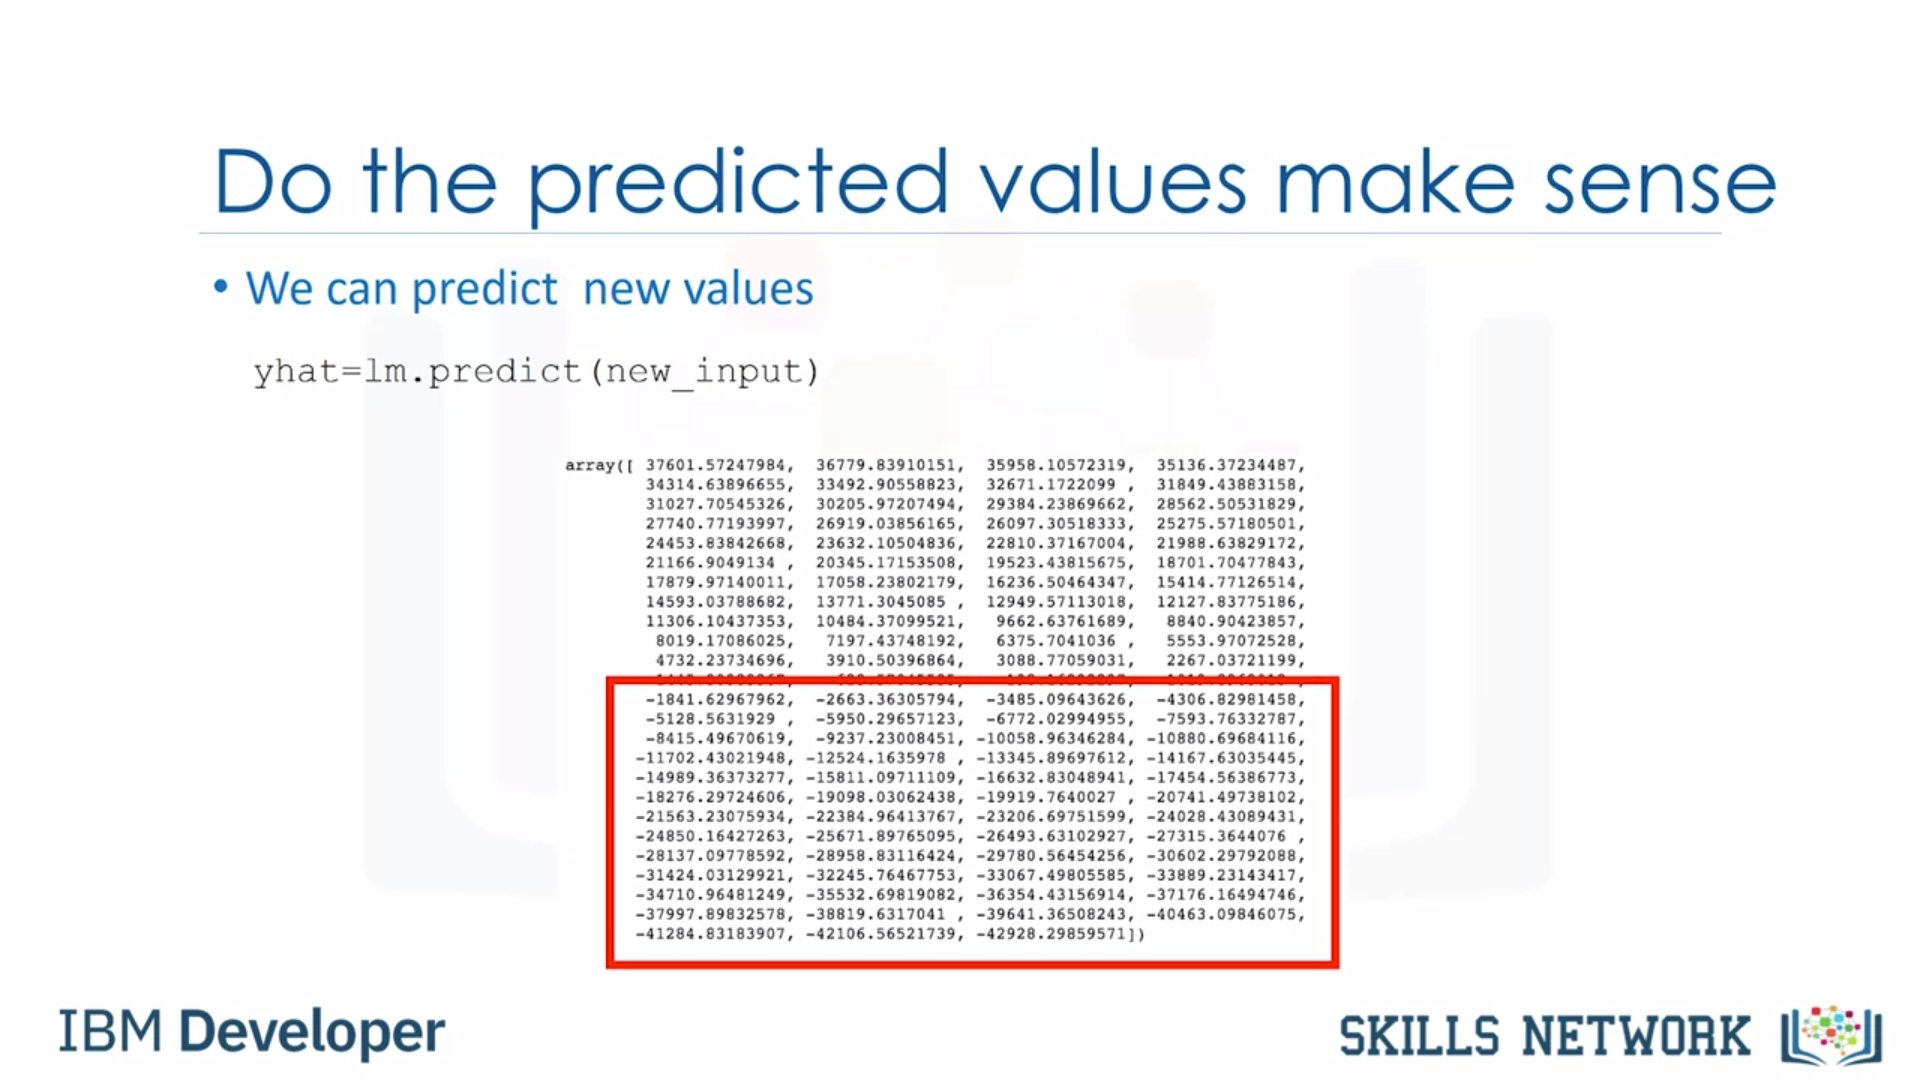 Do the predicted values make sense
• We can predict new values
yhat=lm.predict(new_input)
array([ 37601.57247984, 36779.83910151, 35958.10572319, 35136.37234487,
34314.63896655, 33492.90558823, 32671.1722099 , 31849.43883158,
31027.70545326, 30205.97207494, 29384.23869662, 28562.50531829,
27740.77193997, 26919.03856165, 26097.30518333, 25275.57180501,
24453.83842668, 23632.10504836, 22810.37167004, 21988.63829172,
21166.9049134 , 20345.17153508, 19523.43815675, 18701.70477843,
17879.97140011, 17058.23802179, 16236.50464347, 15414.77126514,
14593.03788682, 13771.3045085 , 12949.57113018, 12127.83775186,
11306.10437353, 10484.37099521, 9662.63761689, 8840.90423857,
8019.17086025, 7197.43748192, 6375.7041036 , 5553.97072528,
4732.23734696, 3910.50396864, 3088.77059031, 2267.03721199,
-1841.62967962, -2663.36305794, -3485.09643626, -4306.82981458,
-5128.5631929 , -5950.29657123, -6772.02994955, -7593.76332787,
-8415.49670619, -9237.23008451, -10058.96346284, -10880.69684116,
-11702.43021948, -12524.1635978 , -13345.89697612, -14167.63035445,
-14989.36373277, -15811.09711109, -16632.83048941, -17454.56386773,
-18276.29724606, -19098.03062438, -19919.7640027 , -20741.49738102,
-21563.23075934, -22384.96413767, -23206.69751599, -24028.43089431,
-24850.16427263, -25671.89765095, -26493.63102927, -27315.3644076 ,
-28137.09778592, -28958.83116424, -29780.56454256, -30602.29792088,
-31424.03129921, -32245.76467753, -33067.49805585, -33889.23143417,
-34710.96481249, -35532.69819082, -36354.43156914, -37176.16494746,
-37997.89832578, -38819.6317041 , -39641.36508243, -40463.09846075,
-41284.83183907, -42106.56521739, -42928.29859571])
IBM Developer
SKILLS NETWORK